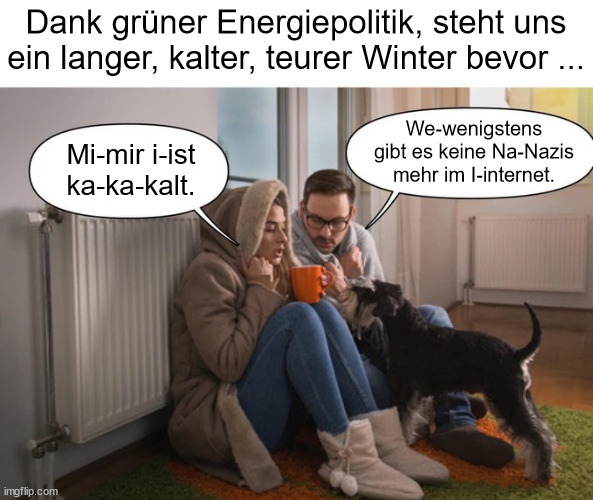 Dank grüner Energiepolitik, steht uns
ein langer, kalter, teurer Winter bevor ...
Mi-mir i-ist
ka-ka-kalt.
We-wenigstens
gibt es keine Na-Nazis
mehr im I-internet.
imgflip.com